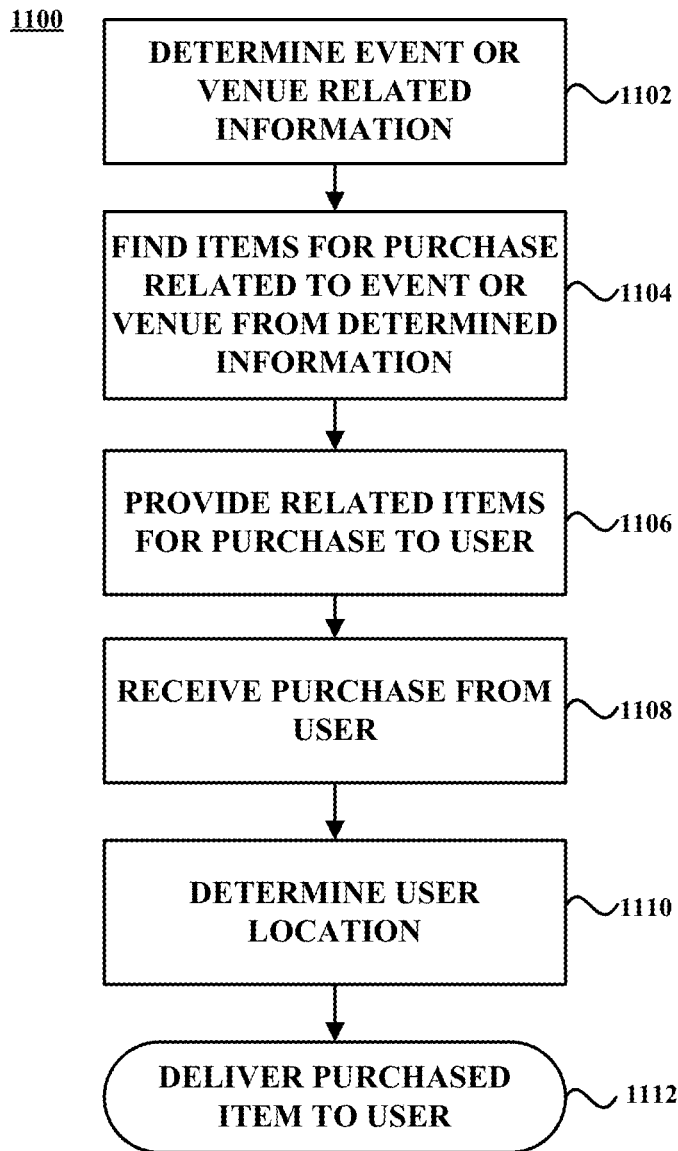 1100
DETERMINE EVENT OR
VENUE RELATED
INFORMATION
1102
FIND ITEMS FOR PURCHASE
RELATED TO EVENT OR
VENUE FROM DETERMINED
INFORMATION
1104
PROVIDE RELATED ITEMS
FOR PURCHASE TO USER
1106
RECEIVE PURCHASE FROM
USER
1108
DETERMINE USER
LOCATION
1110
DELIVER PURCHASED
ITEM TO USER
1112